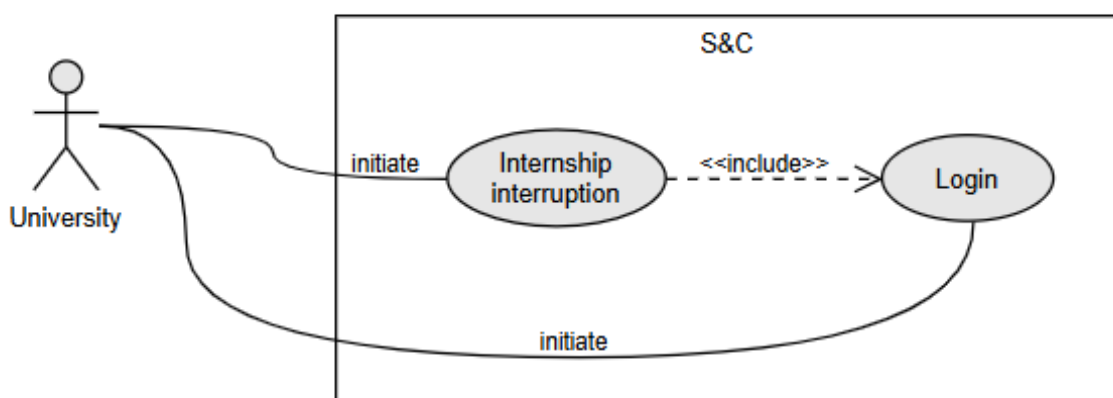 S&C
University
initiate
Internship
interruption
<<include>>
Login
initiate